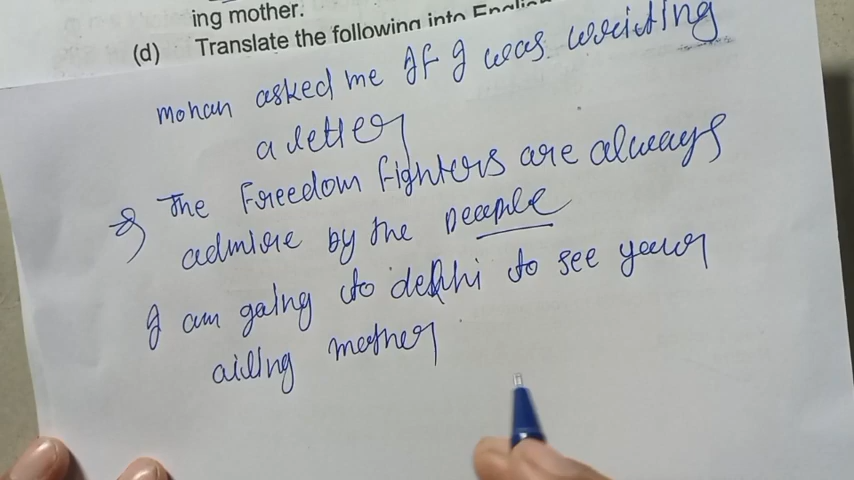 ing mother.
(d) Translate the following into English
Mohan asked me If I was writing
a letter
The Freedom Fighters are always
admire by the people
I am going to delhi to see your
ailing mother